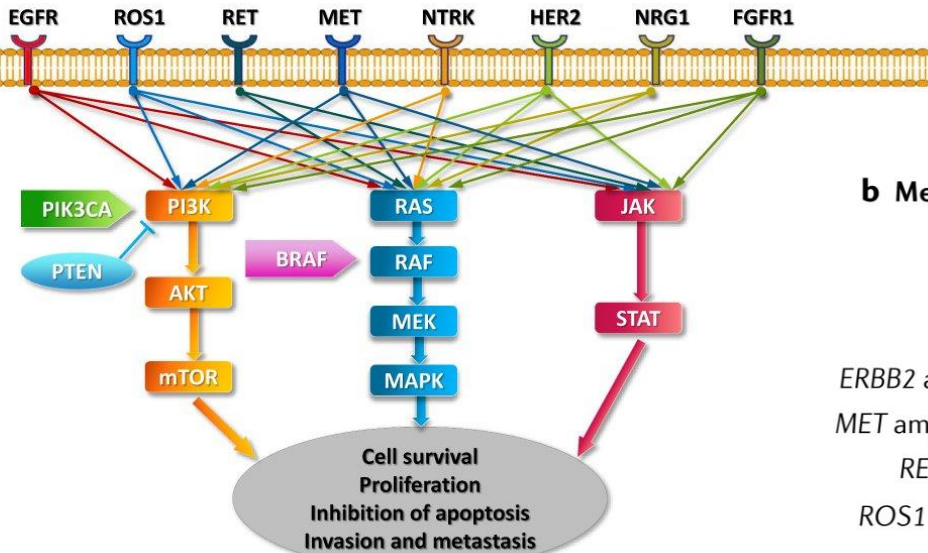 EGFR ROS1 RET MET NTRK HER2 NRG1 FGFR1
PIK3CA PI3K RAS JAK
PTEN BRAF RAF
AKT
MEK STAT
mTOR MAPK
Cell survival
Proliferation
Inhibition of apoptosis
Invasion and metastasis
b Me
ERBB2 a
MET am
RE
ROS1